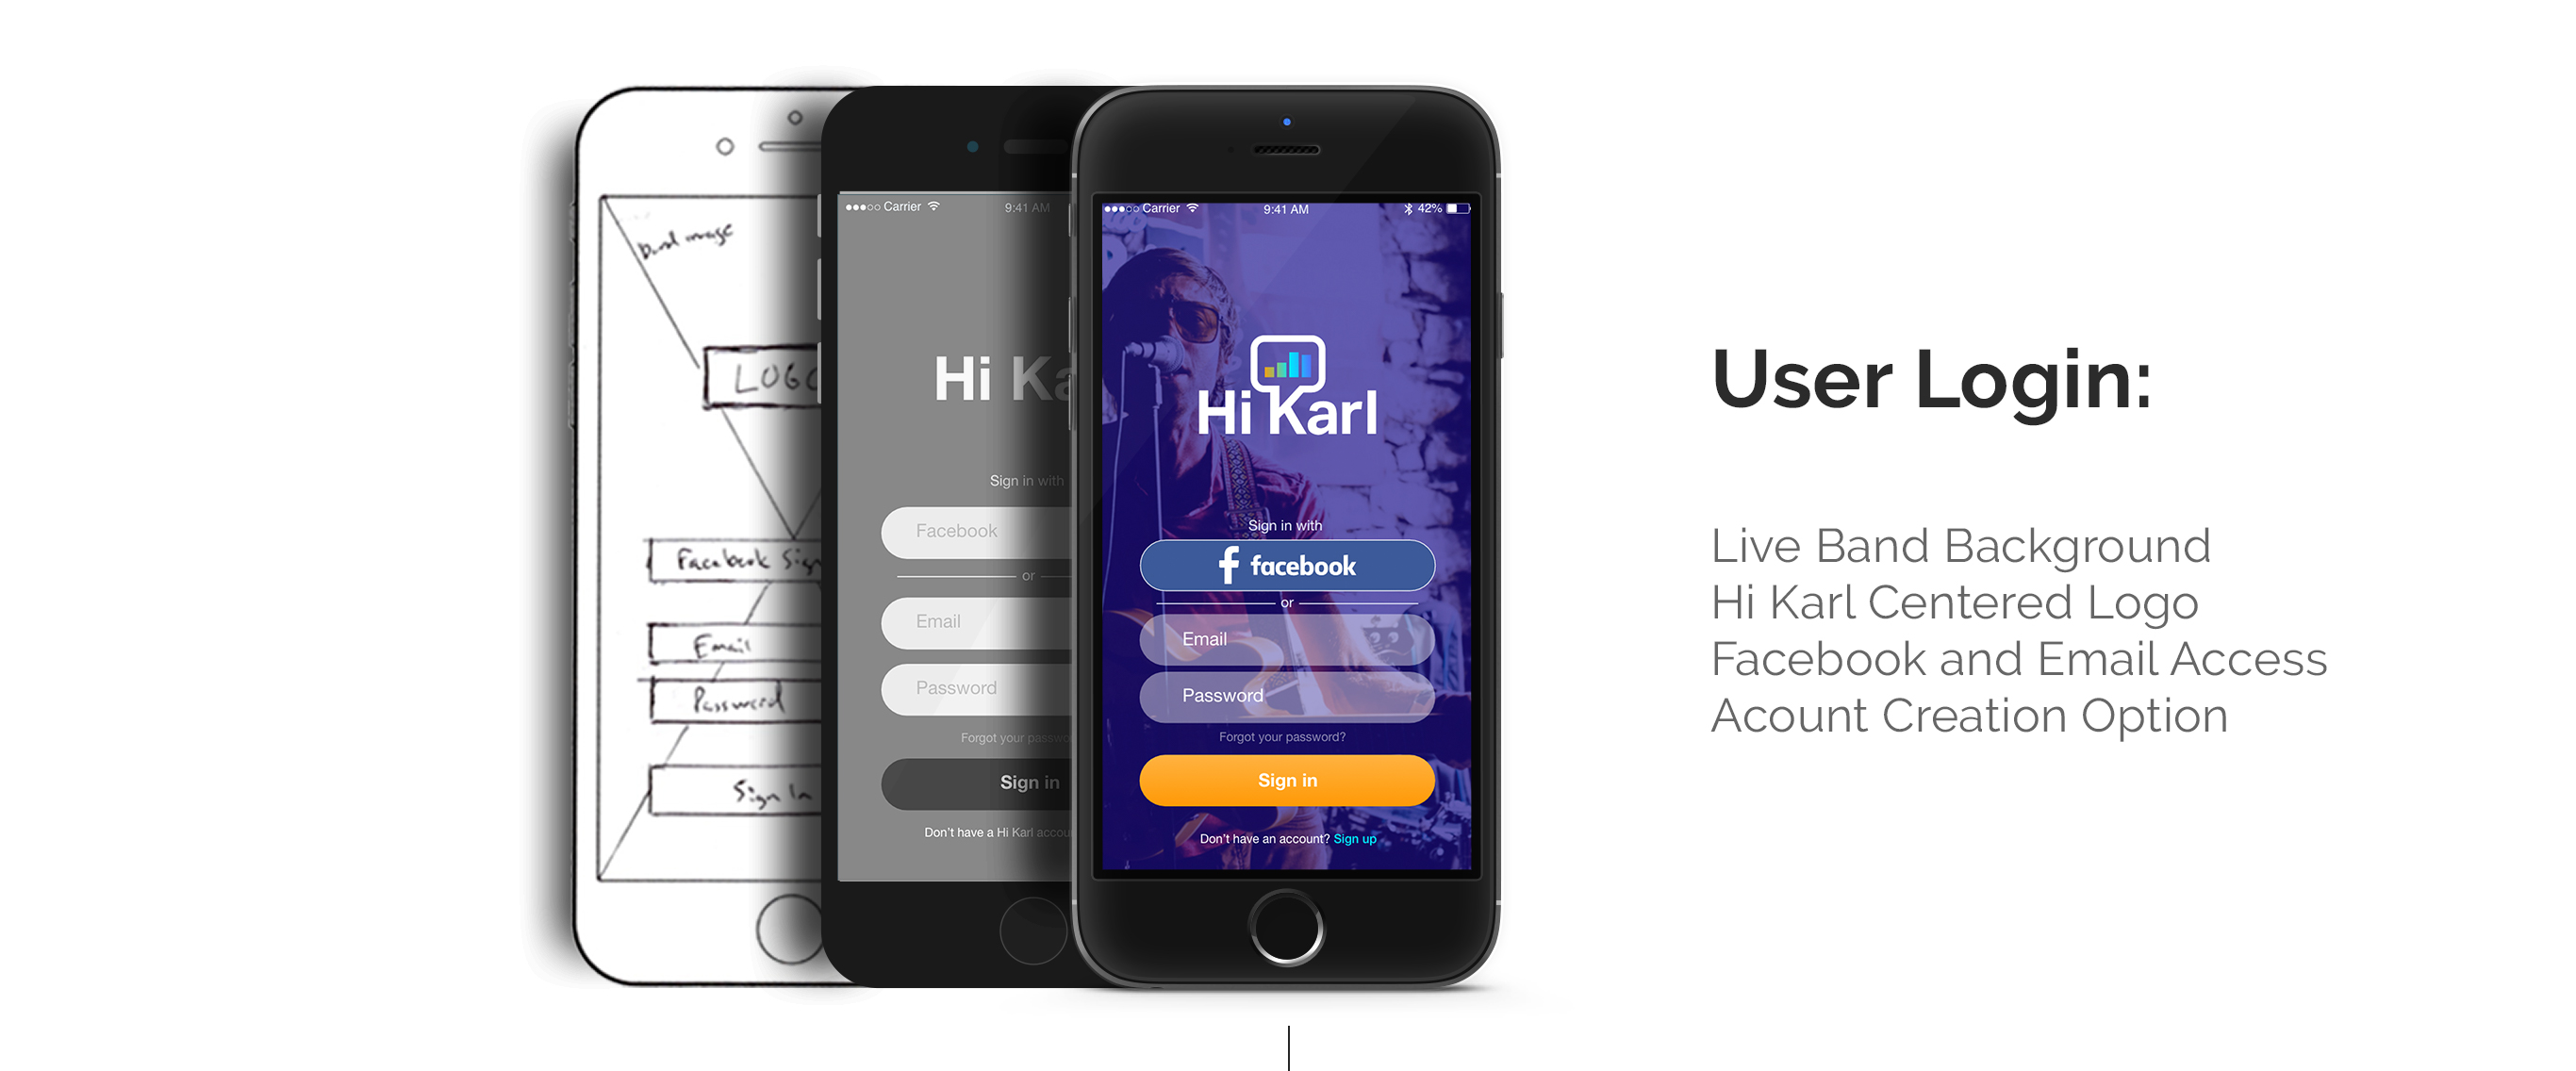 band image
LOGO
Facebook Sign
Email
Password
Sign In
Carrier
9:41 AM
Hi Ka
Sign in with
Facebook
or
Email
Password
Forgot your passwo
Sign in
Don't have a Hi Karl accou
Carrier
9:41 AM
42%
Hi Karl
Sign in with
facebook
or
Email
Password
Forgot your password?
Sign in
Don't have an account? Sign up
User Login:
Live Band Background
Hi Karl Centered Logo
Facebook and Email Access
Acount Creation Option